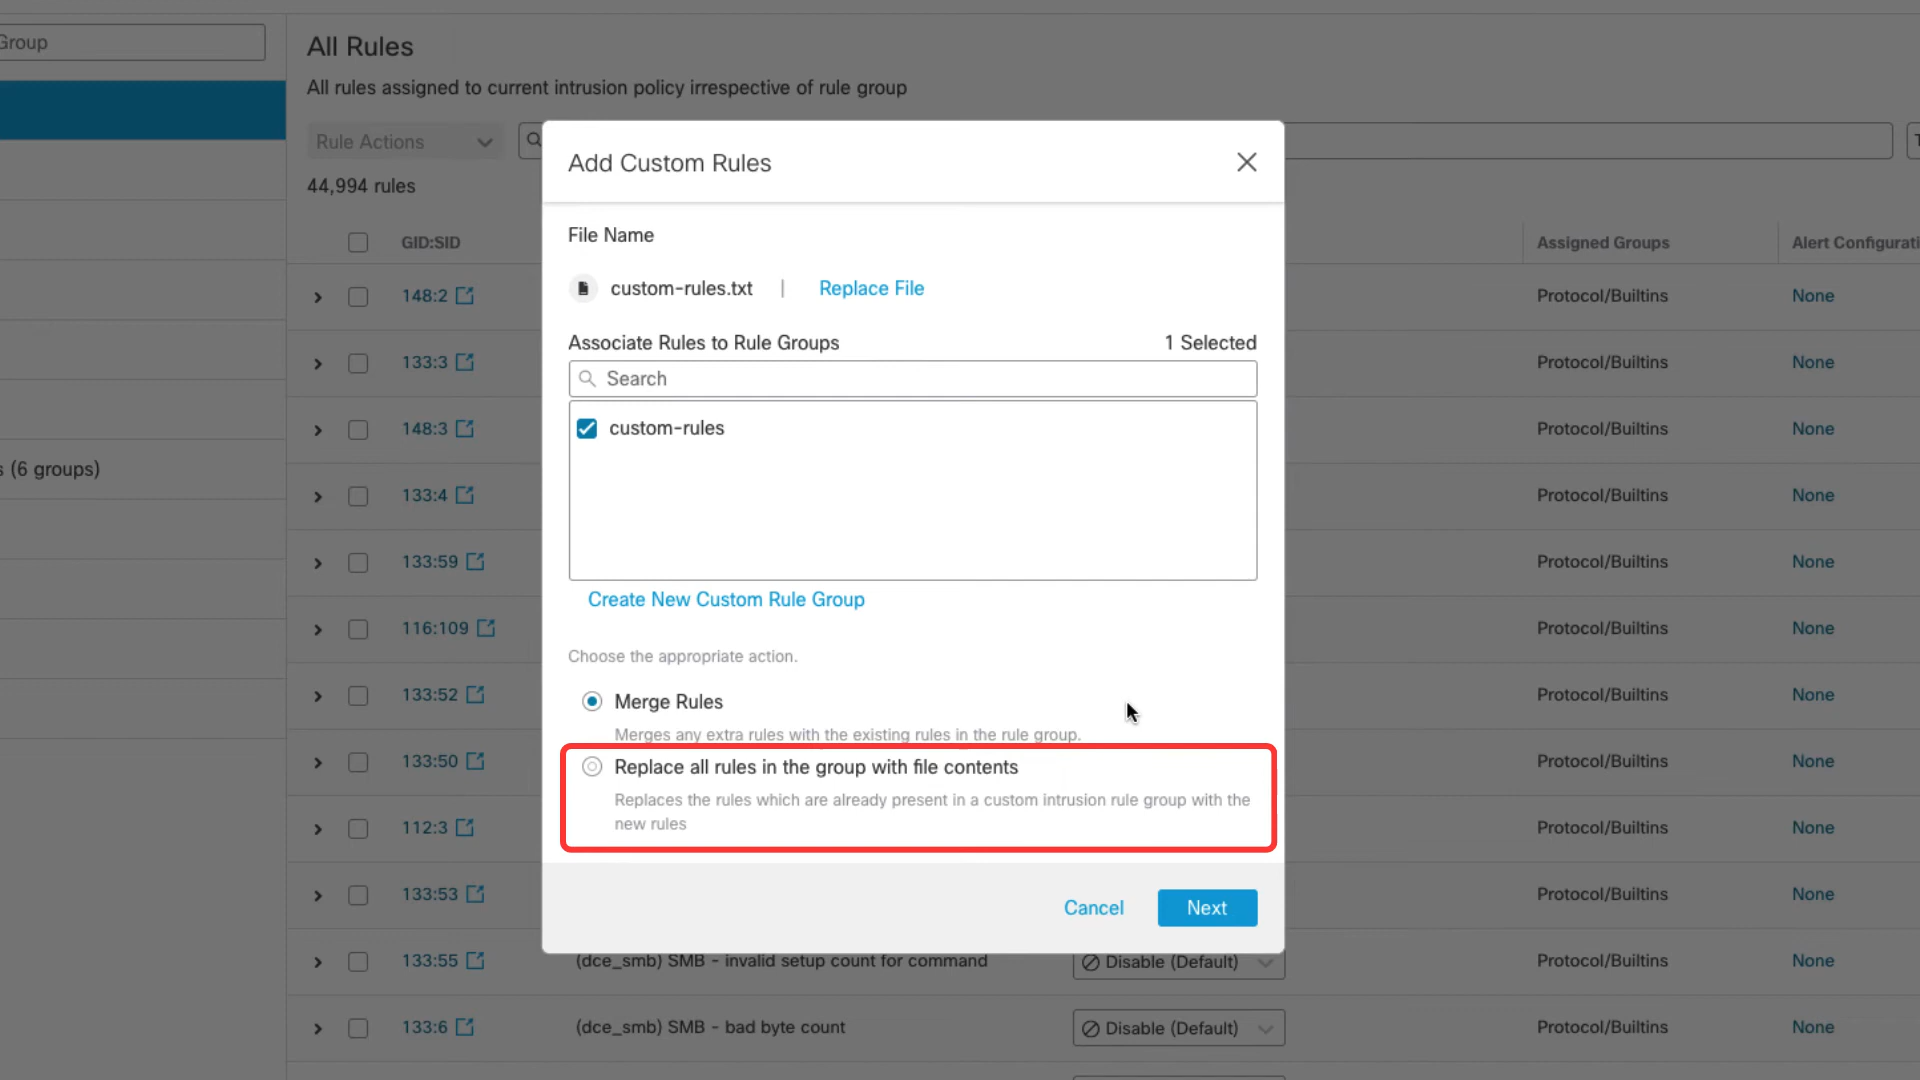 Group
All Rules
All rules assigned to current intrusion policy irrespective of rule group
Rule Actions
44,994 rules
GID:SID
Assigned Groups
Alert Configurati
(6 groups)
148:2
Protocol/Builtins
None
133:3
Protocol/Builtins
None
148:3
Protocol/Builtins
None
133:4
Protocol/Builtins
None
133:59
Protocol/Builtins
None
116:109
Protocol/Builtins
None
133:52
Protocol/Builtins
None
133:50
Protocol/Builtins
None
112:3
Protocol/Builtins
None
133:53
Protocol/Builtins
None
133:55
(dce_smb) SMB - invalid setup count for command
Disable (Default)
Protocol/Builtins
None
133:6
(dce_smb) SMB - bad byte count
Disable (Default)
Protocol/Builtins
None
Add Custom Rules
File Name
custom-rules.txt | Replace File
Associate Rules to Rule Groups
1 Selected
Search
custom-rules
Create New Custom Rule Group
Choose the appropriate action.
Merge Rules
Merges any extra rules with the existing rules in the rule group.
Replace all rules in the group with file contents
Replaces the rules which are already present in a custom intrusion rule group with the
new rules
Cancel
Next